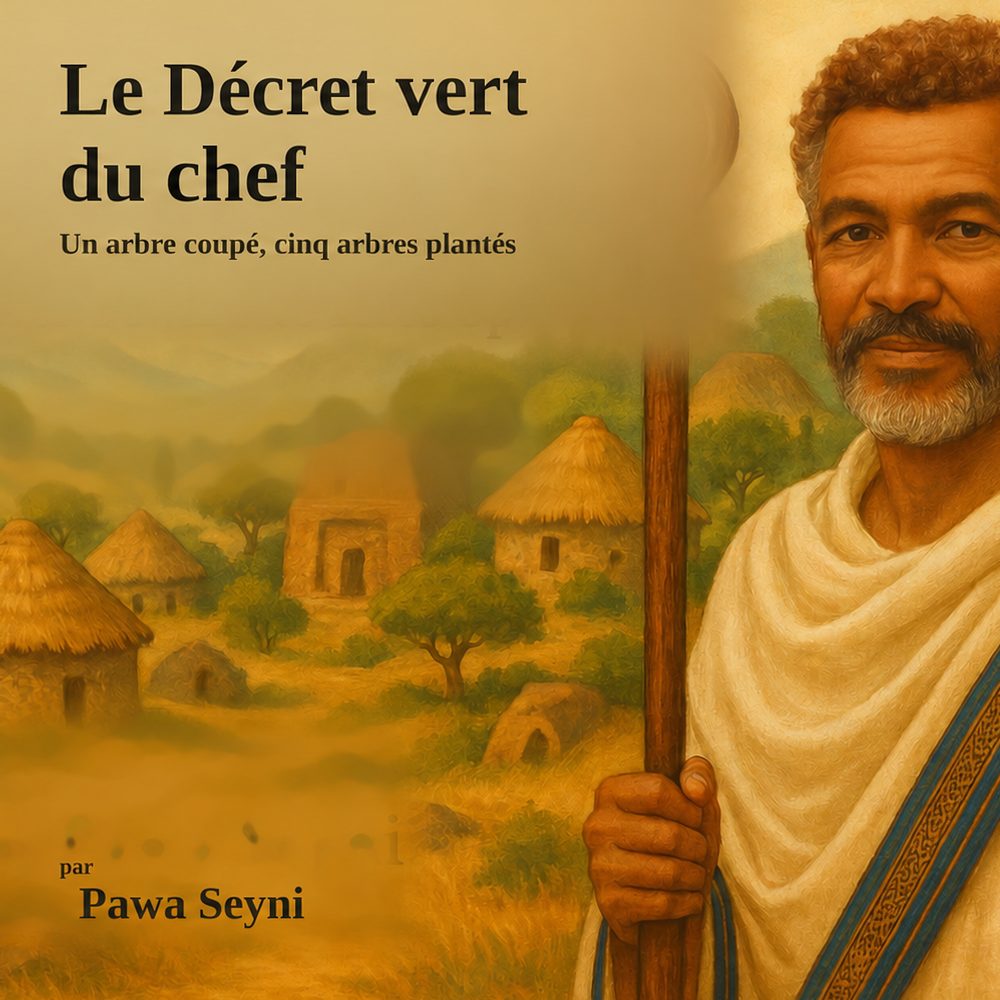 Le Décret vert
du chef
Un arbre coupé, cinq arbres plantés
par
Pawa Seyni